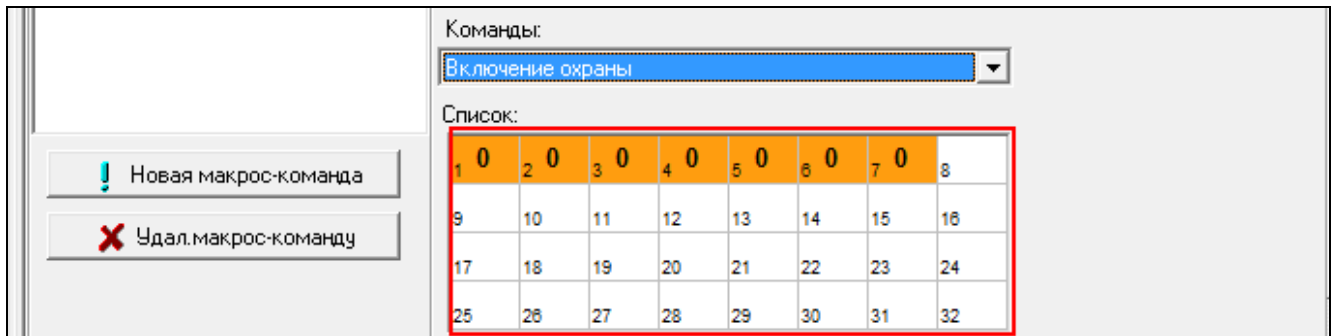 Команды:
Включение охраны
Список:
1 0 2 0 3 0 4 0 5 0 6 0 7 0 8
9 10 11 12 13 14 15 16
17 18 19 20 21 22 23 24
25 26 27 28 29 30 31 32
Новая макрос-команда
Удал.макрос-команду